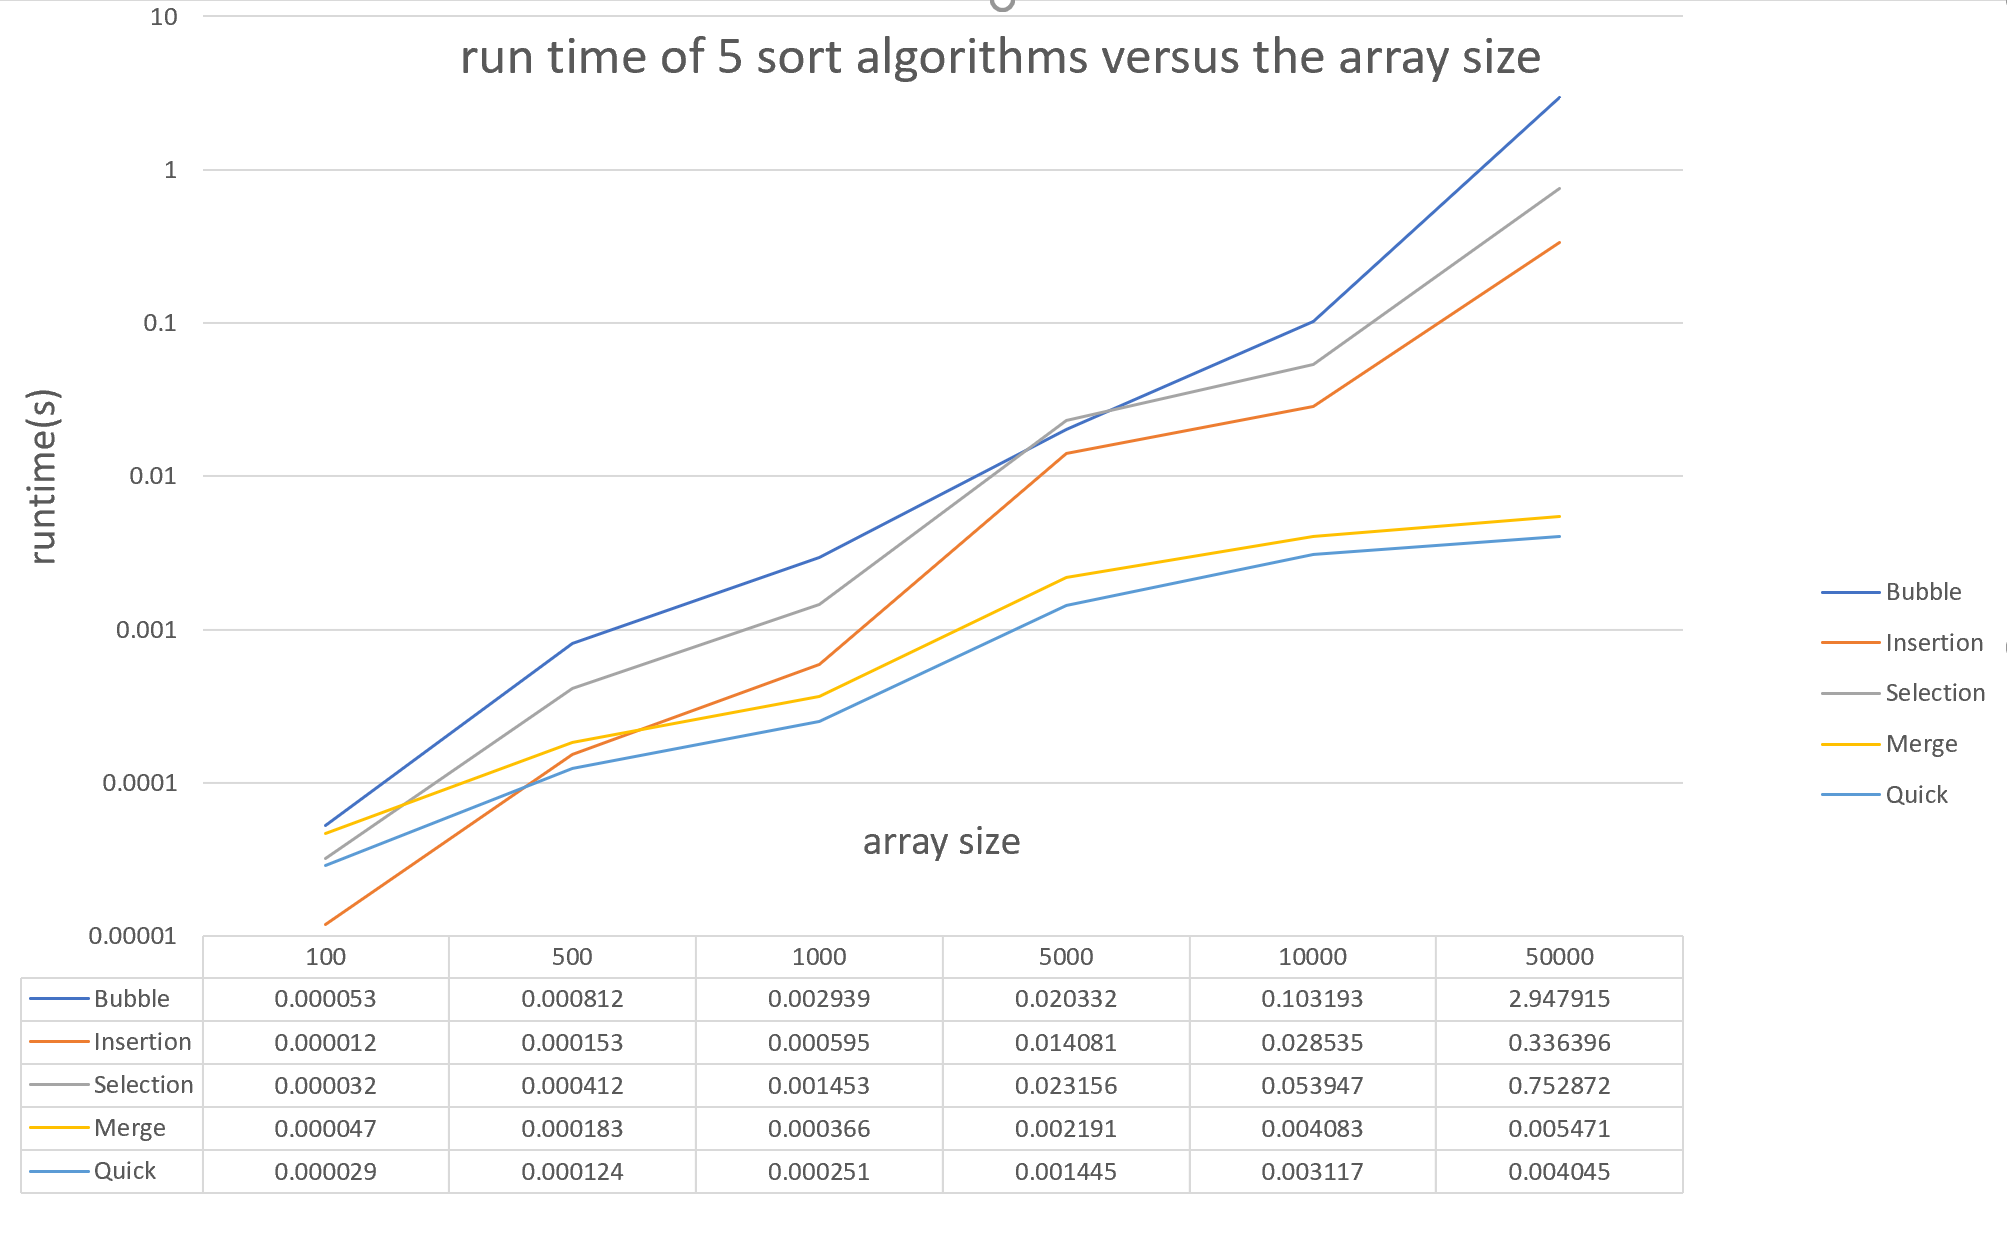 run time of 5 sort algorithms versus the array size
10
1
0.1
0.01
0.001
0.0001
0.00001
runtime(s)
array size
Bubble
Insertion
Selection
Merge
Quick
100 500 1000 5000 10000 50000
Bubble 0.000053 0.000812 0.002939 0.020332 0.103193 2.947915
Insertion 0.000012 0.000153 0.000595 0.014081 0.028535 0.336396
Selection 0.000032 0.000412 0.001453 0.023156 0.053947 0.752872
Merge 0.000047 0.000183 0.000366 0.002191 0.004083 0.005471
Quick 0.000029 0.000124 0.000251 0.001445 0.003117 0.004045